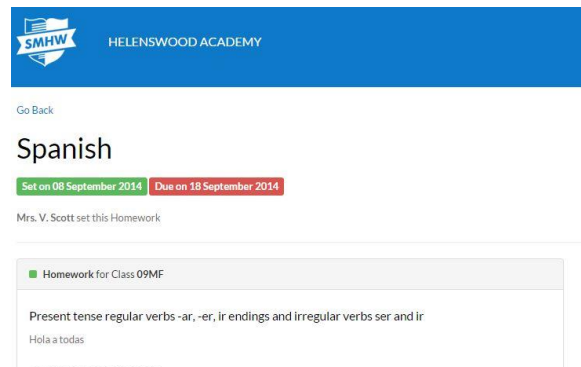 SMHW
HELENSWOOD ACADEMY
Go Back
Spanish
Set on 08 September 2014 Due on 18 September 2014
Mrs. V. Scott set this Homework
Homework for Class 09MF
Present tense regular verbs -ar, -er, ir endings and irregular verbs ser and ir
Hola a todas